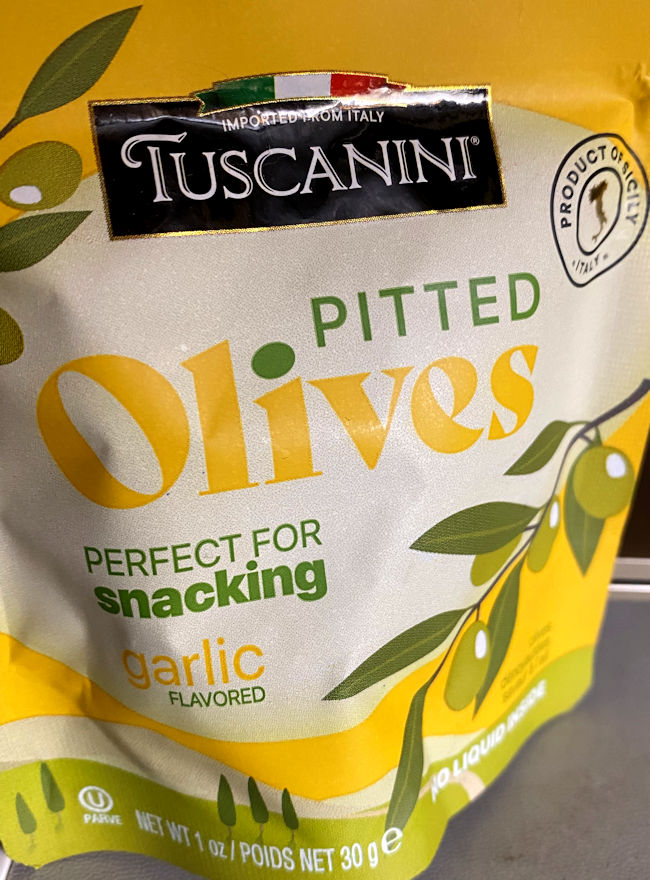 IMPORTED FROM ITALY
TUSCANINI®
PRODUCT OF SICILY
ITALY
PITTED
Olives
PERFECT FOR
snacking
garlic
FLAVORED
NO LIQUID INSIDE
U
PARVE
NET WT 1 oz / POIDS NET 30 g e